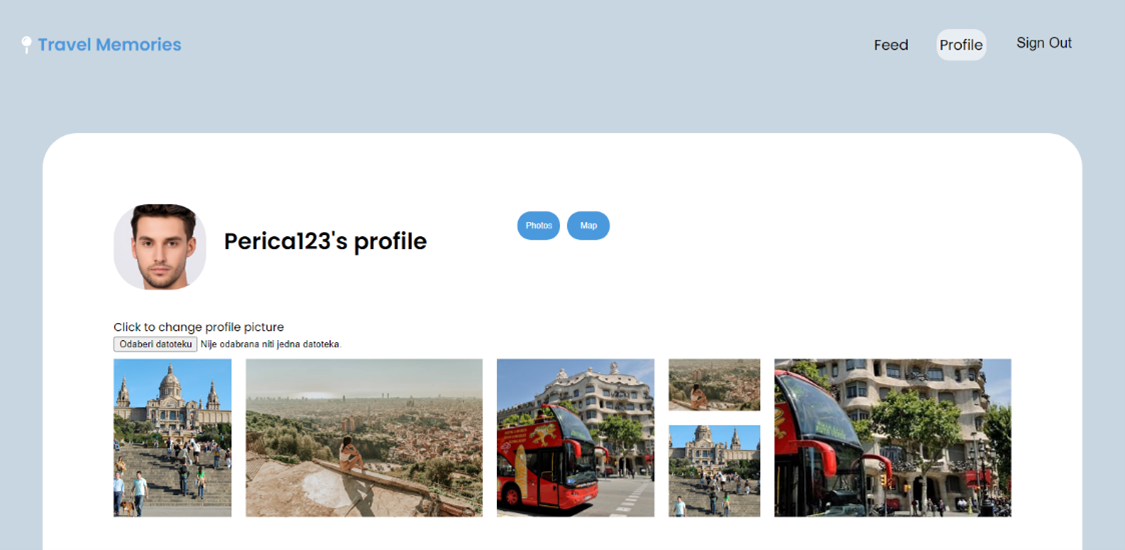 Travel Memories
Feed
Profile
Sign Out
Perica123's profile
Photos
Map
Click to change profile picture
Odaberi datoteku Nije odabrana niti jedna datoteka.